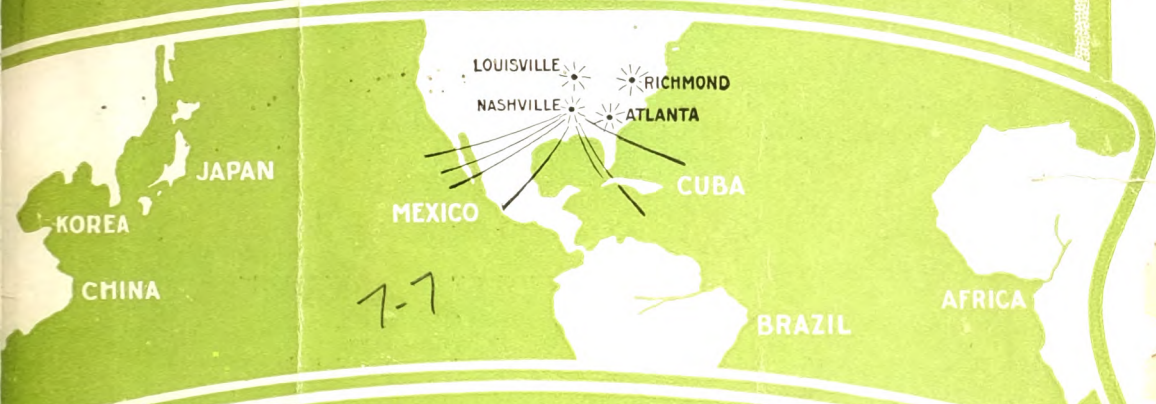 LOUISVILLE
RICHMOND
NASHVILLE
ATLANTA
JAPAN
CUBA
MEXICO
KOREA
CHINA
7-7
AFRICA
BRAZIL